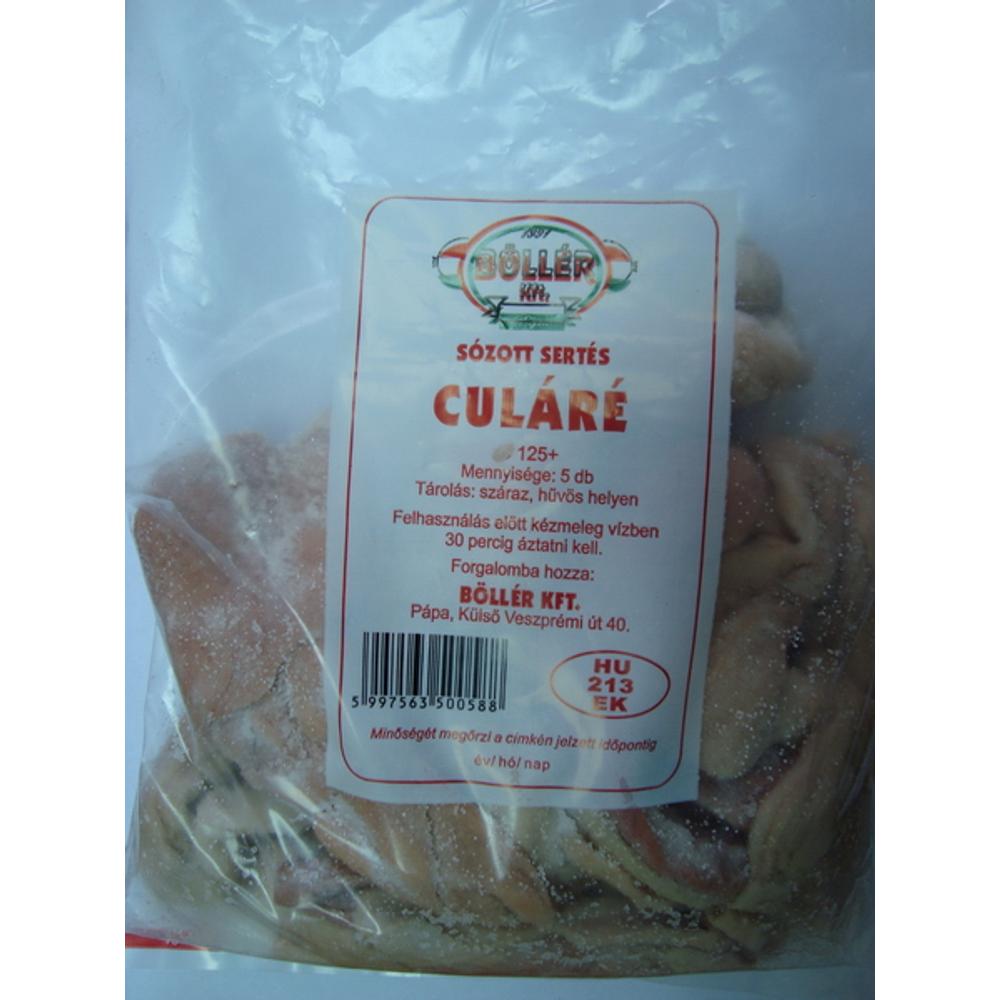 1991
BÖLLÉR
Kft.
SÓZOTT SERTÉS
CULÁRÉ
125+
Mennyisége: 5 db
Tárolás: száraz, hűvös helyen
Felhasználás előtt kézmeleg vízben
30 percig áztatni kell.
Forgalomba hozza:
BÖLLÉR KFT.
Pápa, Külső Veszprémi út 40.
5 997563 500588
HU
213
EK
Minőségét megőrzi a címkén jelzett időpontig
év/ hó/ nap